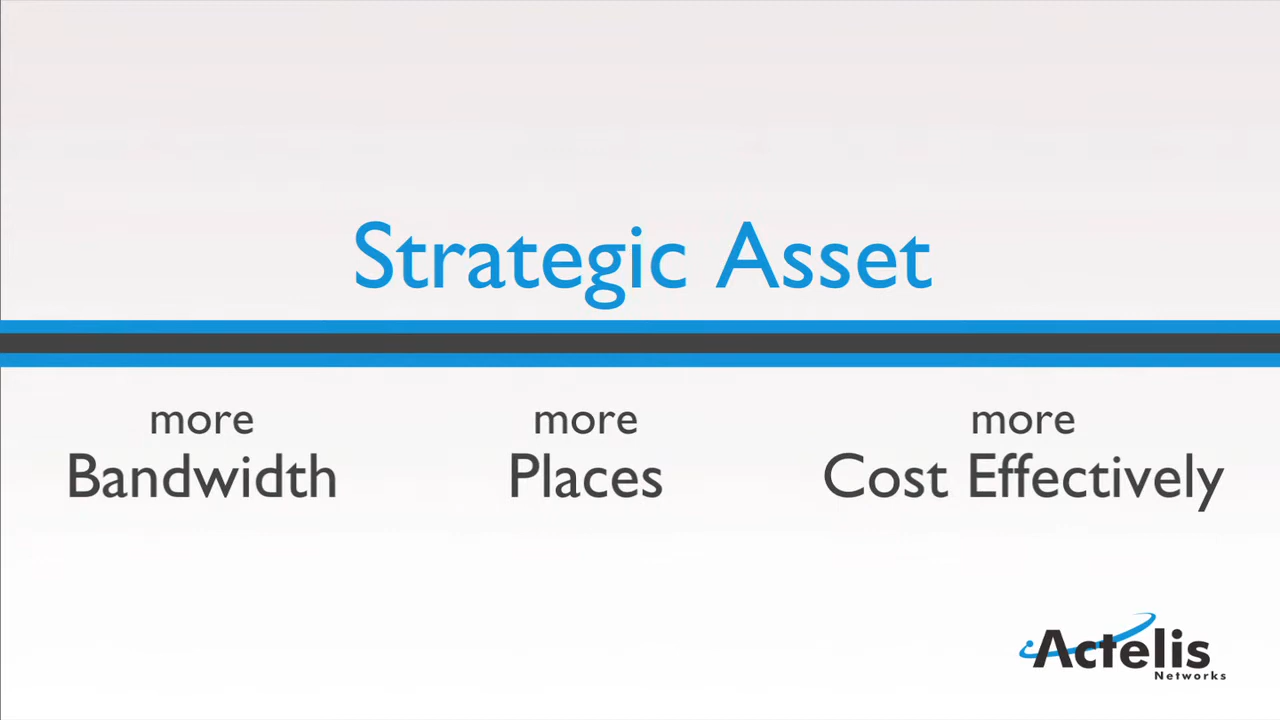 Strategic Asset
more more more
Bandwidth Places Cost Effectively
Actelis
Networks